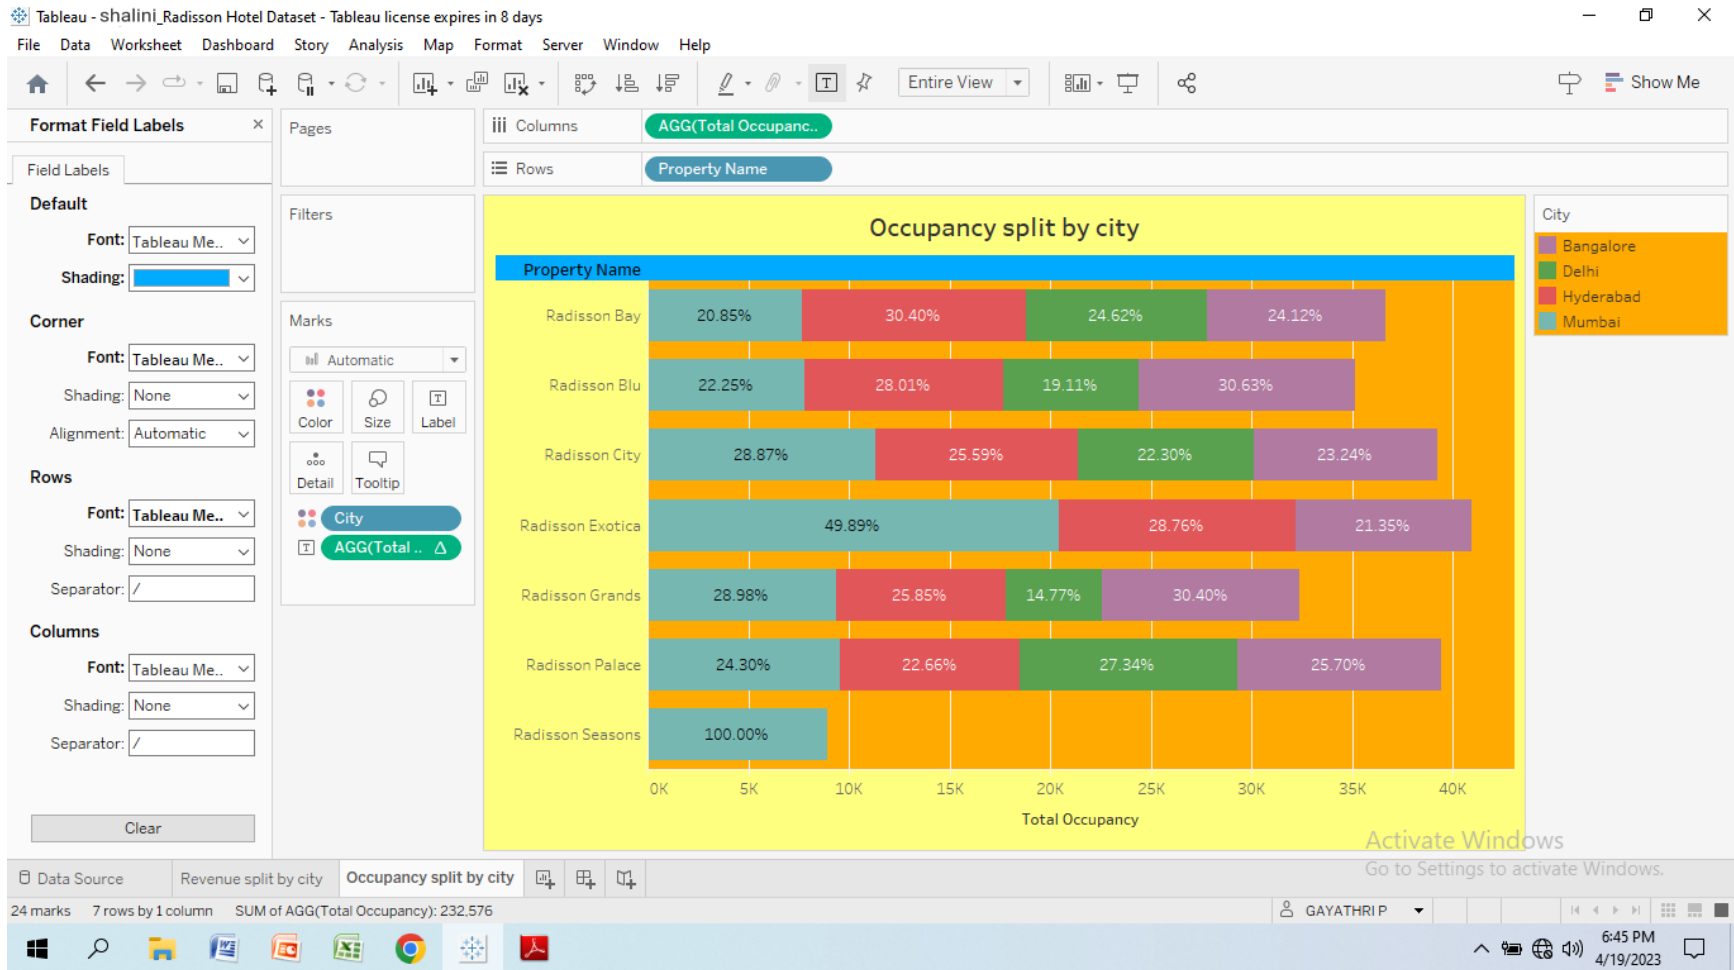 Tableau - shalini_Radisson Hotel Dataset - Tableau license expires in 8 days
File Data Worksheet Dashboard Story Analysis Map Format Server Window Help
Entire View
Show Me
Format Field Labels
Field Labels
Default
Font: Tableau Me..
Shading:
Corner
Font: Tableau Me..
Shading: None
Alignment: Automatic
Rows
Font: Tableau Me..
Shading: None
Separator: /
Columns
Font: Tableau Me..
Shading: None
Separator: /
Clear
Pages
Filters
Marks
Automatic
Color Size Label
Detail Tooltip
City
AGG(Total .. Δ
Columns AGG(Total Occupanc..
Rows Property Name
Occupancy split by city
Property Name
Radisson Bay 20.85% 30.40% 24.62% 24.12%
Radisson Blu 22.25% 28.01% 19.11% 30.63%
Radisson City 28.87% 25.59% 22.30% 23.24%
Radisson Exotica 49.89% 28.76% 21.35%
Radisson Grands 28.98% 25.85% 14.77% 30.40%
Radisson Palace 24.30% 22.66% 27.34% 25.70%
Radisson Seasons 100.00%
0K 5K 10K 15K 20K 25K 30K 35K 40K
Total Occupancy
City
Bangalore
Delhi
Hyderabad
Mumbai
Activate Windows
Go to Settings to activate Windows.
Data Source Revenue split by city Occupancy split by city
24 marks 7 rows by 1 column SUM of AGG(Total Occupancy): 232,576
GAYATHRI P
6:45 PM
4/19/2023